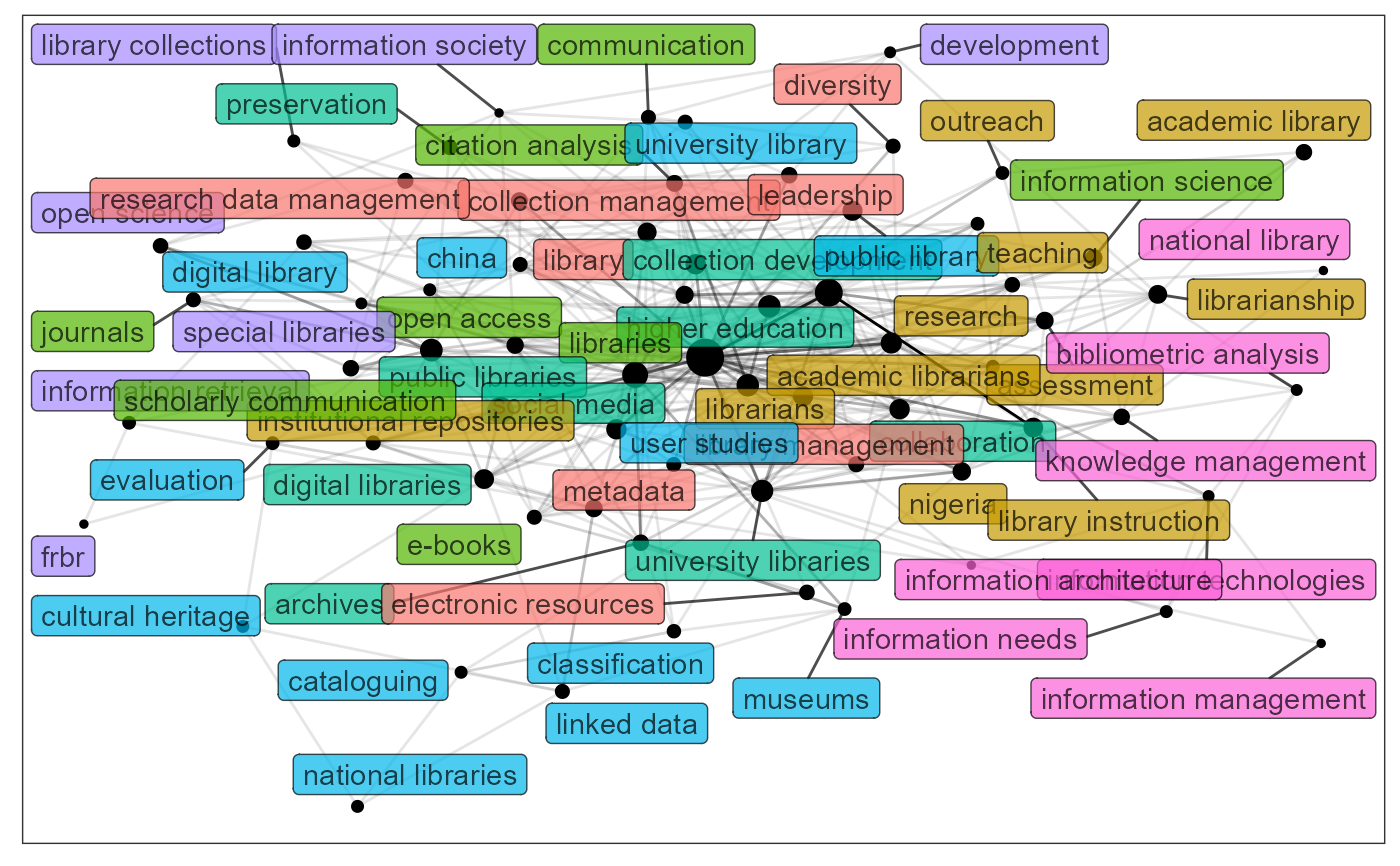 library collections
information society
communication
development
diversity
preservation
outreach
academic library
citation analysis
university library
information science
research data management
collection management
leadership
open science
national library
digital library
china
library
collection development
public library
teaching
librarianship
journals
special libraries
open access
higher education
research
libraries
bibliometric analysis
information retrieval
public libraries
academic librarians
assessment
scholarly communication
social media
librarians
institutional repositories
user studies
library management
collaboration
knowledge management
evaluation
digital libraries
metadata
nigeria
library instruction
e-books
frbr
university libraries
information architecture
information technologies
cultural heritage
archives
electronic resources
information needs
classification
cataloguing
museums
information management
linked data
national libraries